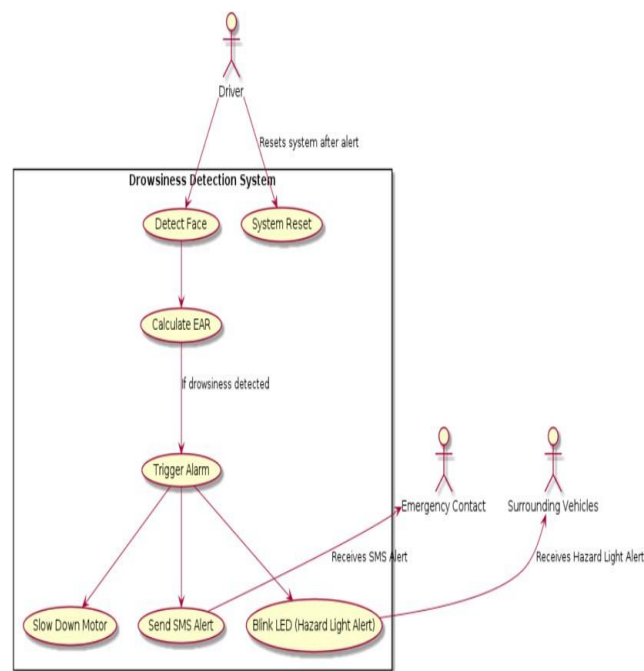 Driver
Resets system after alert
Drowsiness Detection System
Detect Face
System Reset
Calculate EAR
If drowsiness detected
Trigger Alarm
Emergency Contact
Surrounding Vehicles
Receives SMS Alert
Receives Hazard Light Alert
Slow Down Motor
Send SMS Alert
Blink LED (Hazard Light Alert)